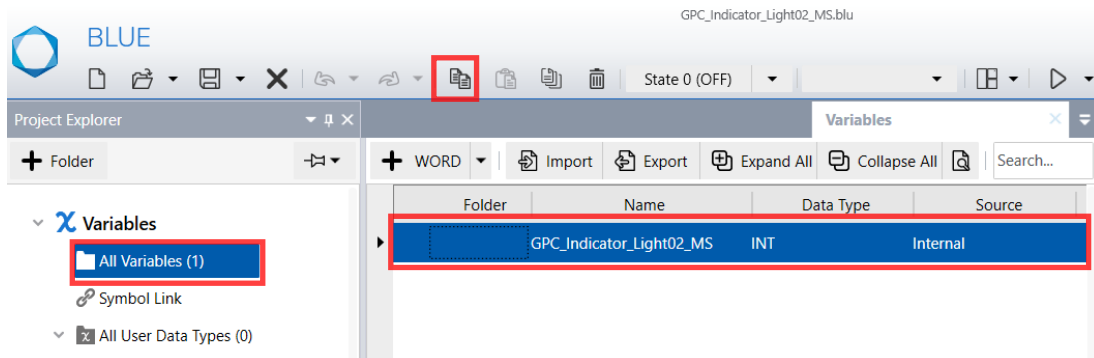 GPC_Indicator_Light02_MS.blu
BLUE
State 0 (OFF)
Project Explorer
Variables
Folder
WORD Import Export Expand All Collapse All Search...
Folder Name Data Type Source
Variables
GPC_Indicator_Light02_MS INT Internal
All Variables (1)
Symbol Link
All User Data Types (0)